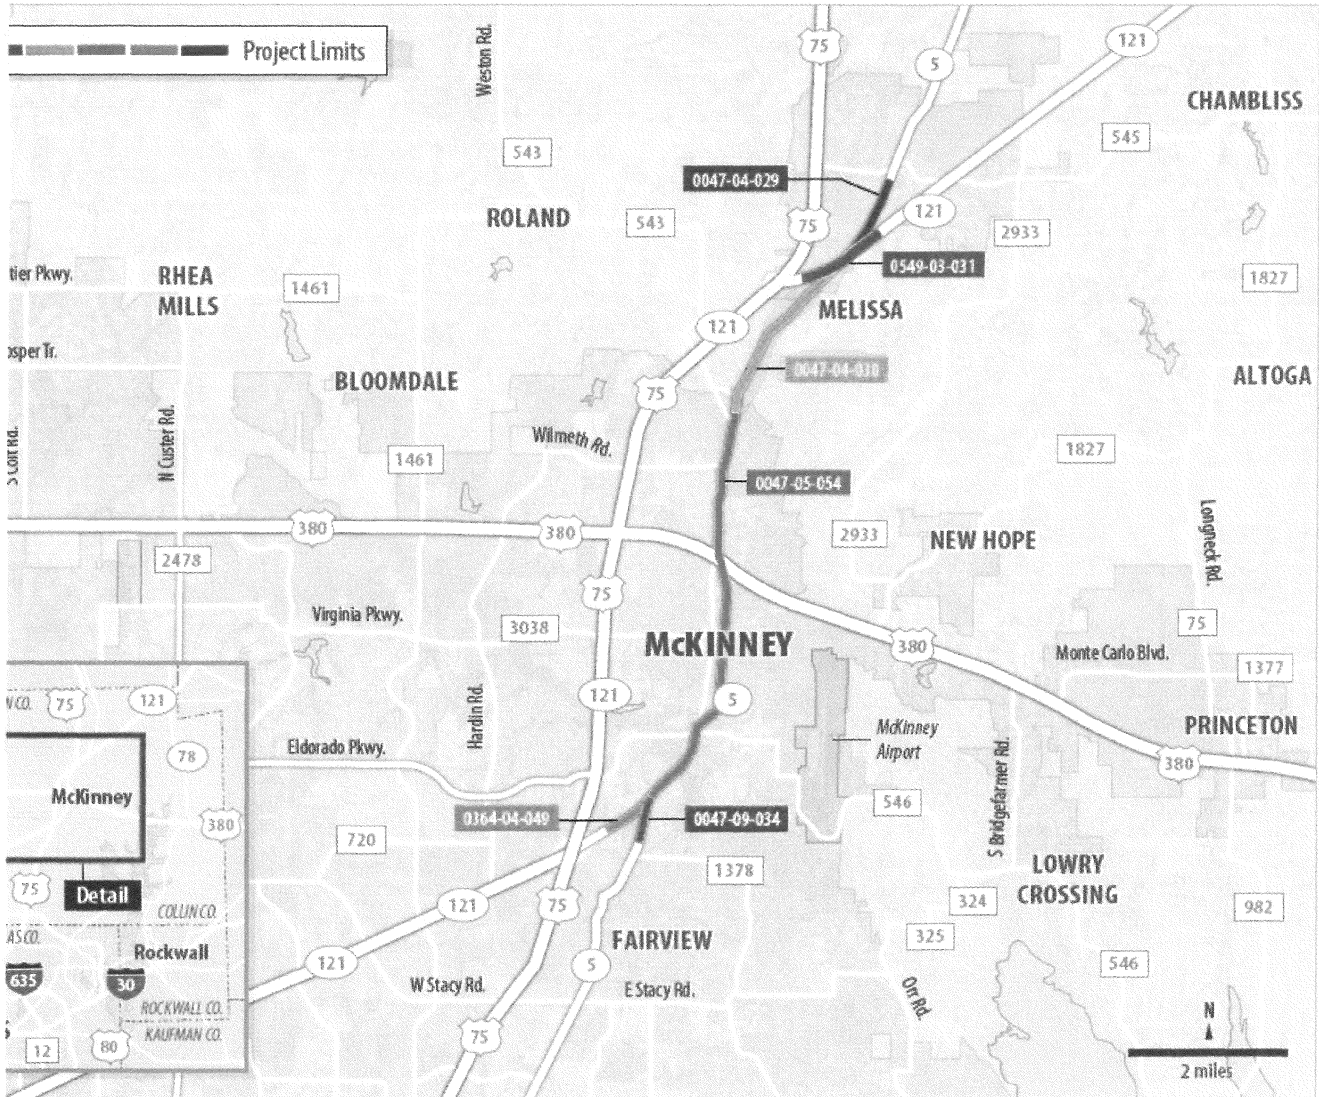 Project Limits
Weston Rd.
75
5
121
CHAMBLISS
543
545
0047-04-029
ROLAND
543
75
121
2933
tier Pkwy.
RHEA
MILLS
1461
0549-03-031
1827
MELISSA
121
osper Tr.
BLOOMDALE
75
0047-04-030
ALTOGA
N Custer Rd.
S Coit Rd.
Wilmeth Rd.
1461
1827
0047-05-054
Longneck Rd.
380
380
2933
NEW HOPE
2478
75
Virginia Pkwy.
3038
McKINNEY
75
380
Monte Carlo Blvd.
1377
N CO.
75
121
Hardin Rd.
121
5
McKinney
Airport
PRINCETON
78
Eldorado Pkwy.
S Bridgefarmer Rd.
380
McKinney
380
0364-04-049
0047-09-034
546
720
1378
LOWRY
CROSSING
75
Detail
COLLIN CO.
121
75
324
982
AS CO.
Rockwall
FAIRVIEW
325
635
30
121
5
546
W Stacy Rd.
E Stacy Rd.
Orr Rd.
ROCKWALL CO.
KAUFMAN CO.
12
80
75
N
2 miles